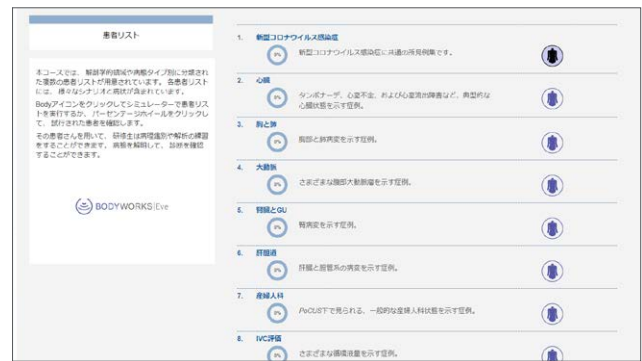 患者リスト
本コースでは、解剖学的領域や病態タイプ別に分類され
た複数の患者リストが用意されています。各患者リスト
には、様々なシナリオと病状が含まれています。
Bodyアイコンをクリックしてシミュレーターで患者リス
トを実行するか、パーセンテージホイールをクリックし
て、試行された患者を確認します。
その患者さんを用いて、研修生は病理鑑別や解析の練習
をすることができます。病態を解明して、診断を確認
することができます。
BODYWORKS|Eve
1. 新型コロナウイルス感染症
0%
新型コロナウイルス感染症に共通の所見例集です。
2. 心臓
0%
タンポナーデ、心室不全、および心室流出障害など、典型的な
心臓状態を示す症例。
3. 胸と肺
0%
胸部と肺病変を示す症例。
4. 大動脈
0%
さまざまな腹部大動脈瘤を示す症例。
5. 腎臓とGU
0%
腎病変を示す症例。
6. 肝胆道
0%
肝臓と胆管系の病変を示す症例。
7. 産婦人科
0%
PoCUS下で見られる、一般的な産婦人科状態を示す症例。
8. IVC評価
0%
さまざまな循環液量を示す症例。